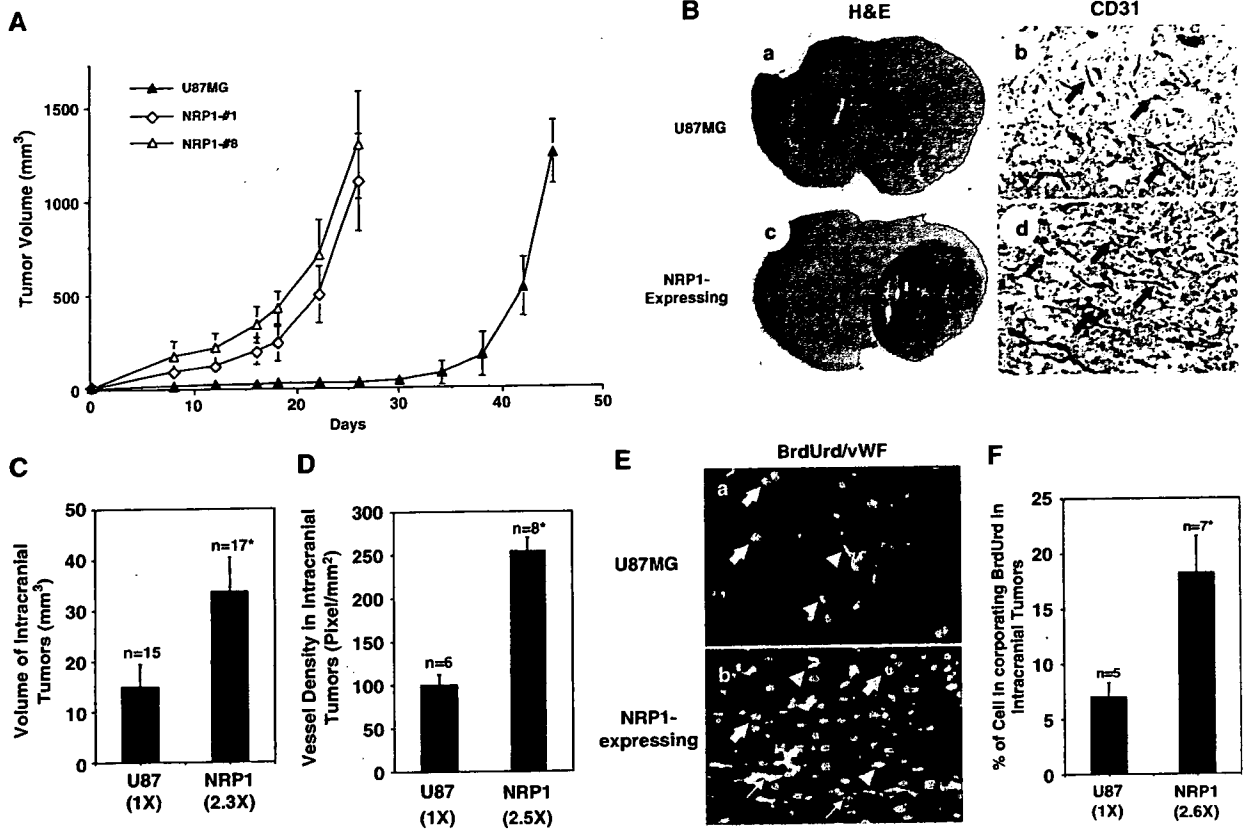 A
Tumor Volume (mm³)
1500
1000
500
0
U87MG
NRP1-#1
NRP1-#8
0
10
20
30
40
50
Days
B
H&E
CD31
a
b
U87MG
c
d
NRP1-
Expressing
C
Volume of Intracranial
Tumors (mm³)
50
40
30
20
10
0
n=15
n=17*
U87
NRP1
(1X)
(2.3X)
D
Vessel Density in Intracranial
Tumors (Pixel/mm²)
300
250
200
150
100
50
0
n=6
n=8*
U87
NRP1
(1X)
(2.5X)
E
BrdUrd/vWF
a
U87MG
b
NRP1-
expressing
F
% of Cell In corporating BrdUrd In
Intracranial Tumors
25
20
15
10
5
0
n=5
n=7*
U87
NRP1
(1X)
(2.6X)